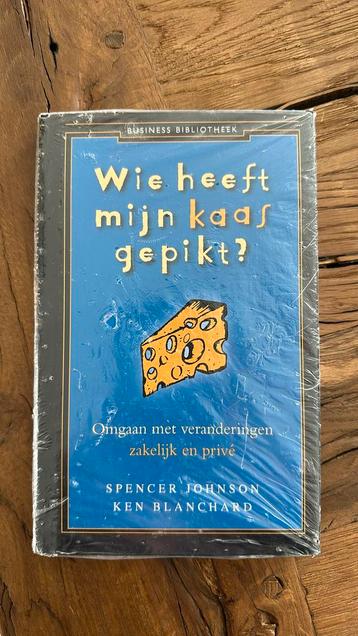 BUSINESS BIBLIOTHEEK
Wie heeft
mijn kaas
gepikt?
Omgaan met veranderingen
zakelijk en privé
SPENCER JOHNSON
KEN BLANCHARD